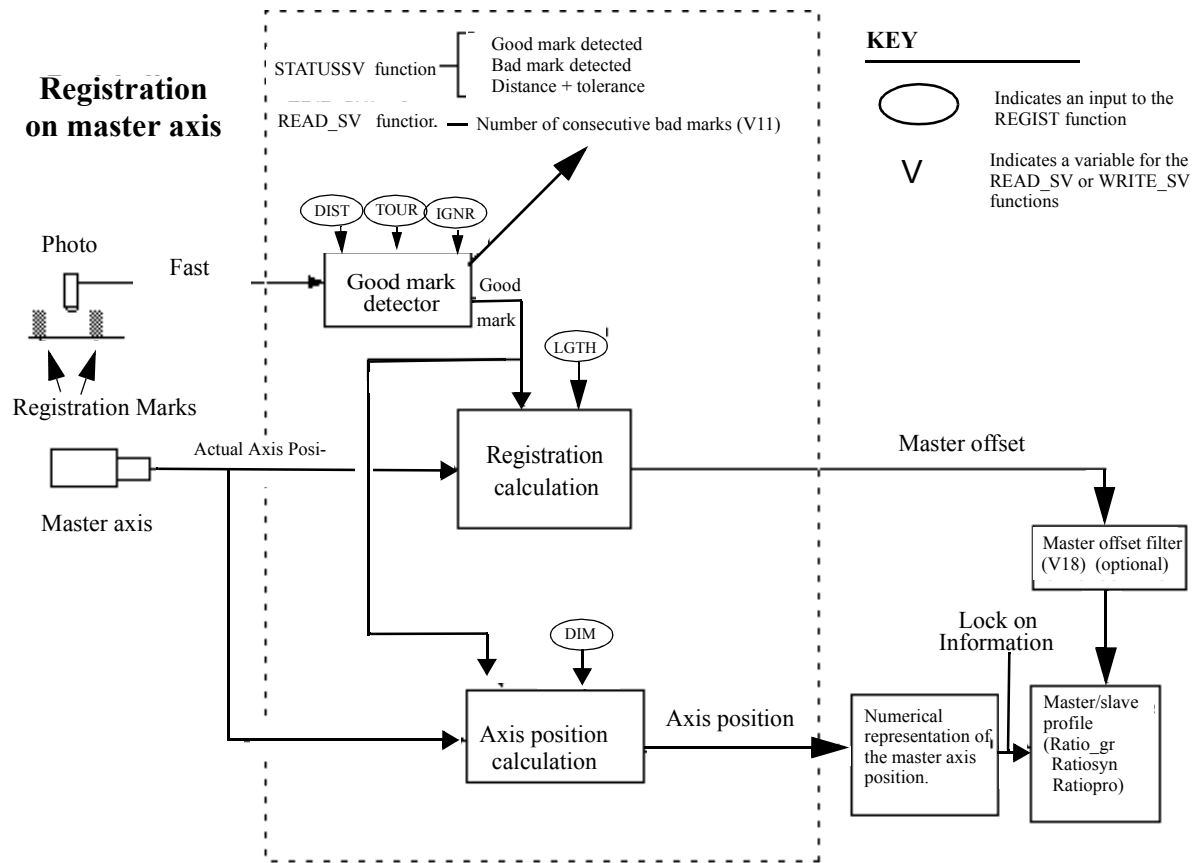 Registration
on master axis
STATUSSV function
Good mark detected
Bad mark detected
Distance + tolerance
READ_SV function
Number of consecutive bad marks (V11)
KEY
Indicates an input to the
REGIST function
V
Indicates a variable for the
READ_SV or WRITE_SV
functions
DIST
TOUR
IGNR
Photo
Fast
Good mark
detector
Good
mark
LGTH
Registration Marks
Actual Axis Posi-
Registration
calculation
Master offset
Master axis
Master offset filter
(V18) (optional)
Lock on
Information
DIM
Axis position
calculation
Axis position
Numerical
representation of
the master axis
position.
Master/slave
profile
(Ratio_gr
Ratiosyn
Ratiopro)